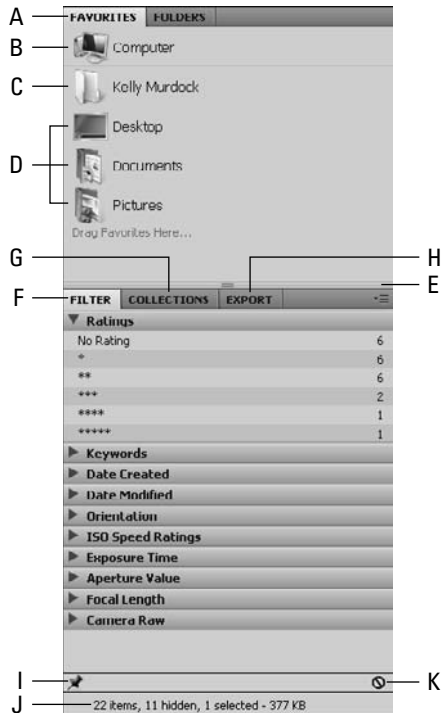 A FAVORITES FOLDERS
B Computer
C Kelly Murdock
Desktop
D Documents
Pictures
Drag Favorites Here...
G H
E
F FILTER COLLECTIONS EXPORT
Ratings
No Rating 6
* 6
** 6
*** 2
**** 1
***** 1
Keywords
Date Created
Date Modified
Orientation
ISO Speed Ratings
Exposure Time
Aperture Value
Focal Length
Camera Raw
I K
J 22 items, 11 hidden, 1 selected - 377 KB